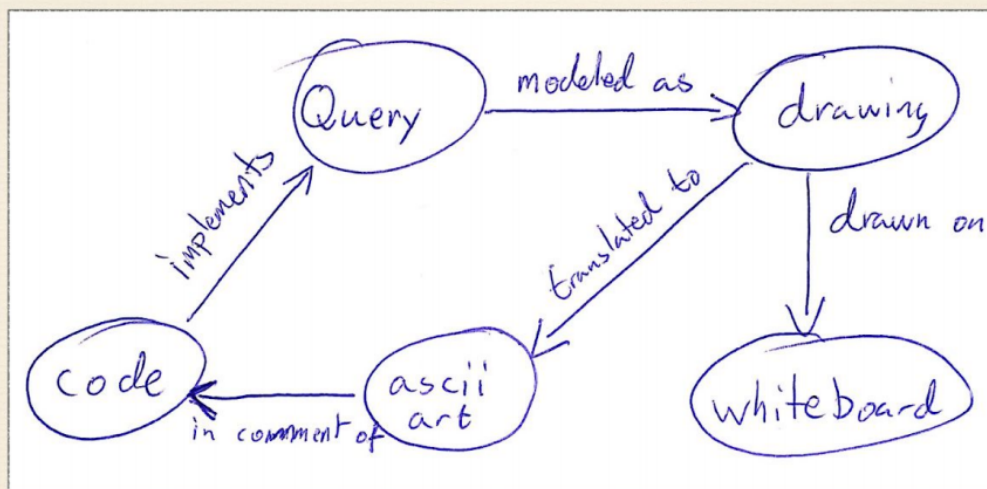 modeled as
Query
drawing
implements
translated to
drawn on
code
ascii
art
whiteboard
in comment of